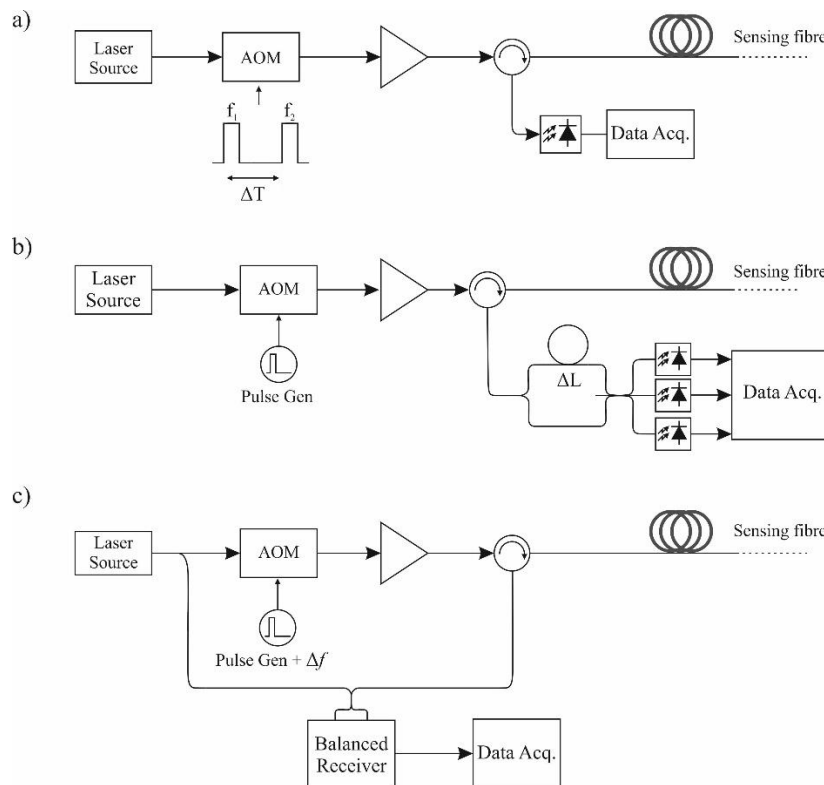 a)
Laser
Source
AOM
Sensing fibre
f₁
f₂
ΔT
Data Acq.
b)
Laser
Source
AOM
Sensing fibre
Pulse Gen
ΔL
Data Acq.
c)
Laser
Source
AOM
Sensing fibre
Pulse Gen + Δf
Balanced
Receiver
Data Acq.